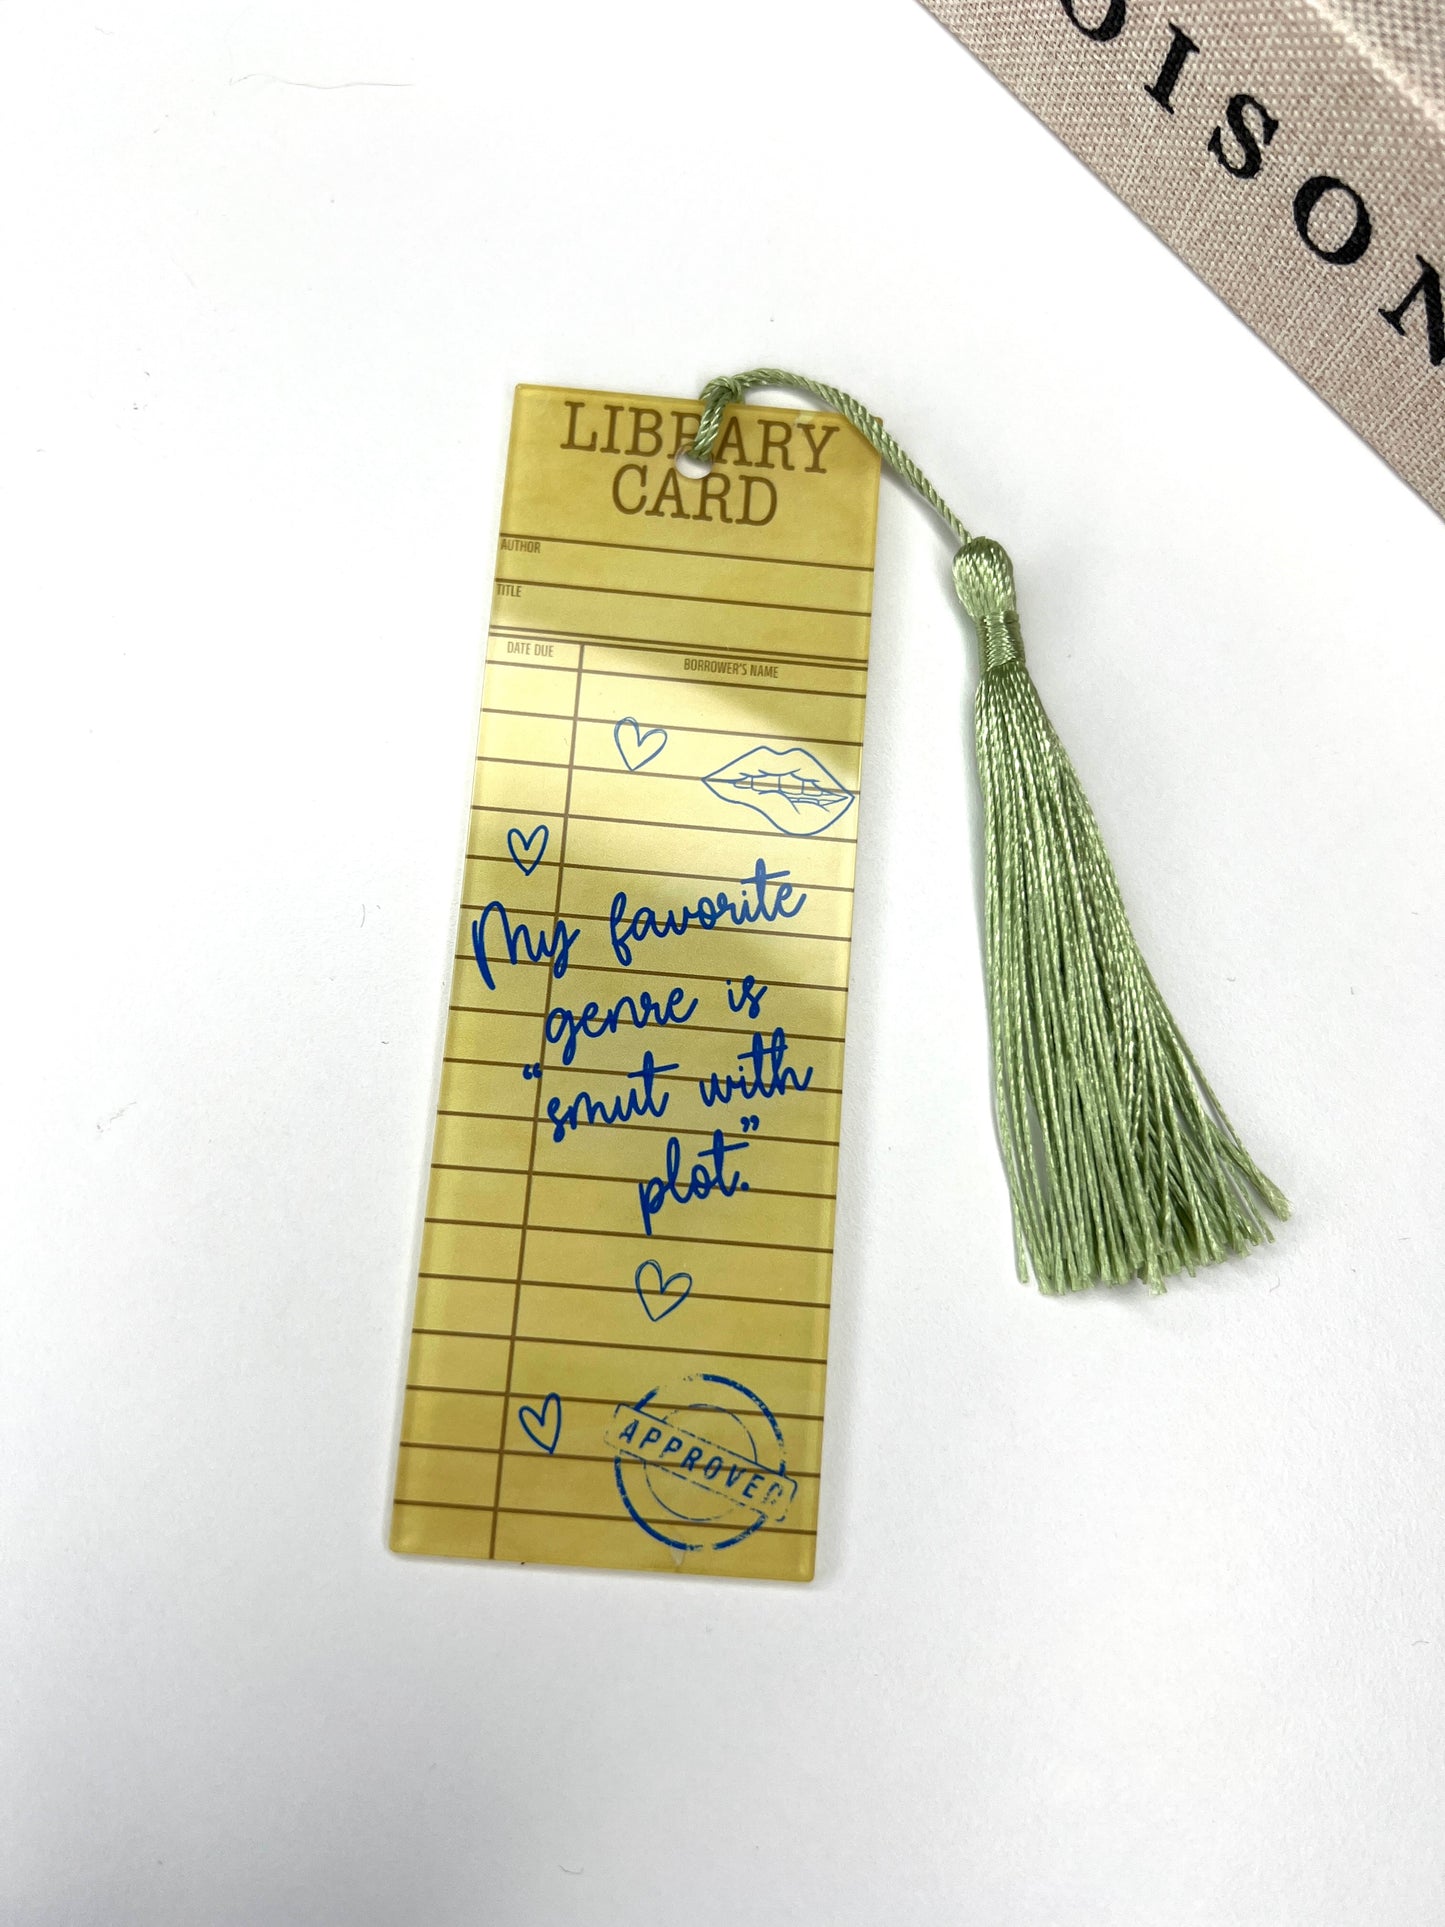 OISON
LIBRARY
CARD
AUTHOR
TITLE
DATE DUE
BORROWER'S NAME
My favorite
genre is
“smut with
plot.”
APPROVED